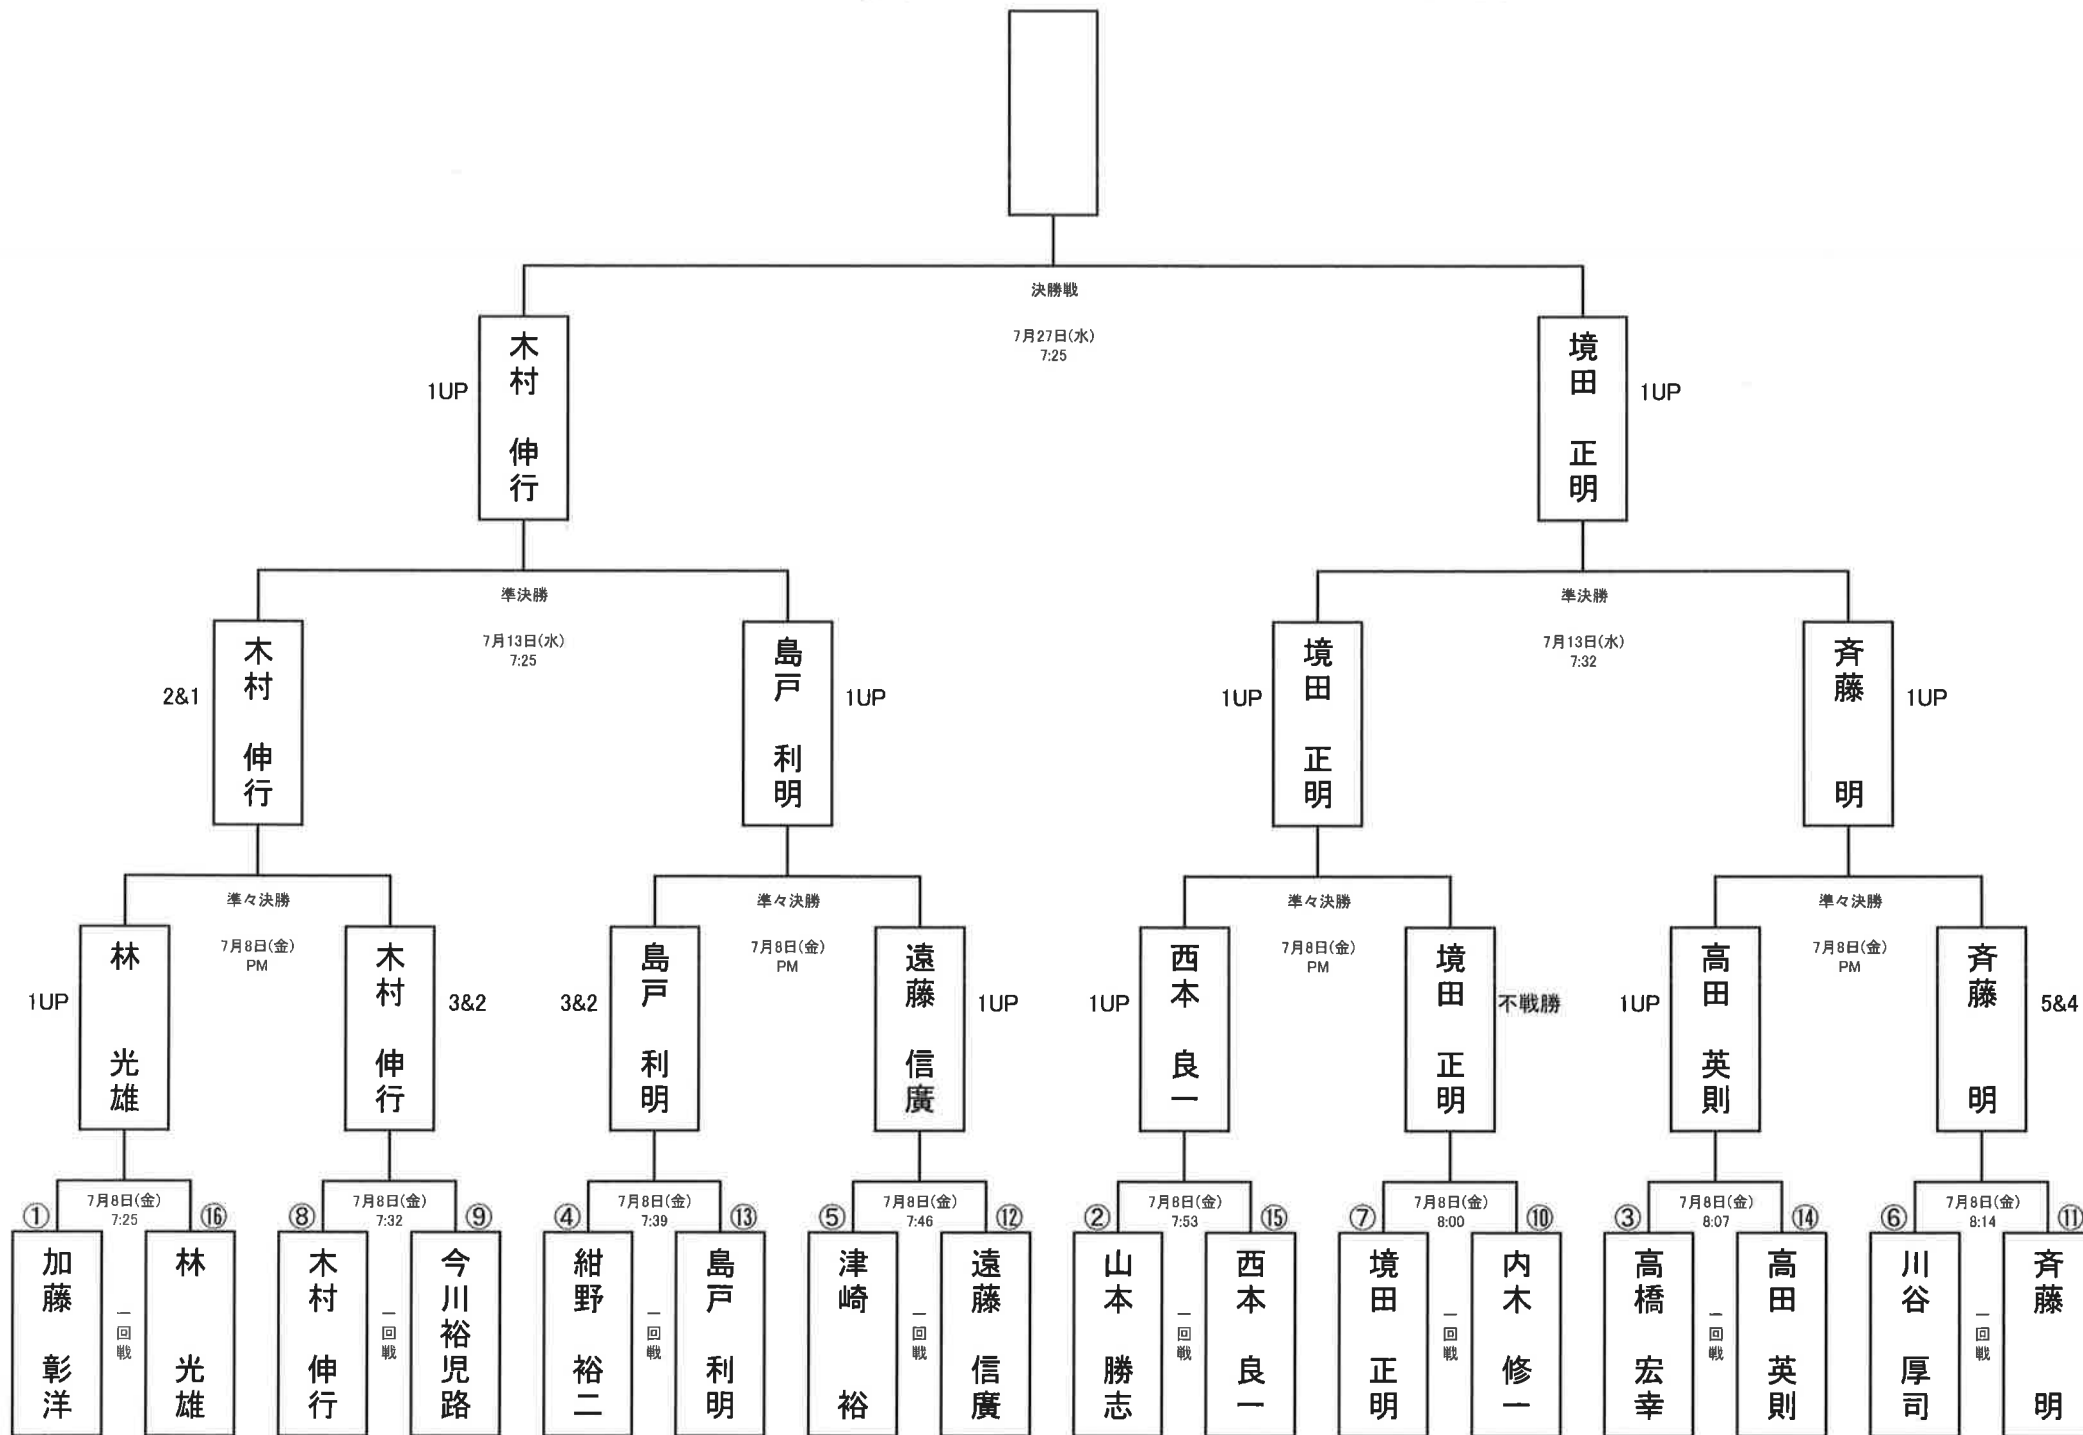 決勝戦
7月27日(水)
7:25
木村 伸行
1UP
境田 正明
1UP
準決勝
7月13日(水)
7:25
準決勝
7月13日(水)
7:32
2&1
木村 伸行
島戸 利明
1UP
1UP
境田 正明
斉藤 明
1UP
準々決勝
7月8日(金)
PM
準々決勝
7月8日(金)
PM
準々決勝
7月8日(金)
PM
準々決勝
7月8日(金)
PM
1UP
林 光雄
木村 伸行
3&2
3&2
島戸 利明
遠藤 信廣
1UP
1UP
西本 良一
境田 正明
不戦勝
1UP
高田 英則
斉藤 明
5&4
7月8日(金)
7:25
①
加藤 彰洋
一回戦
⑯
林 光雄
7月8日(金)
7:32
⑧
木村 伸行
一回戦
⑨
今川裕児路
7月8日(金)
7:39
④
紺野 裕二
一回戦
⑬
島戸 利明
7月8日(金)
7:46
⑤
津崎 裕
一回戦
⑫
遠藤 信廣
7月8日(金)
7:53
②
山本 勝志
一回戦
⑮
西本 良一
7月8日(金)
8:00
⑦
境田 正明
一回戦
⑩
内木 修一
7月8日(金)
8:07
③
高橋 宏幸
一回戦
⑭
高田 英則
7月8日(金)
8:14
⑥
川谷 厚司
一回戦
⑪
斉藤 明